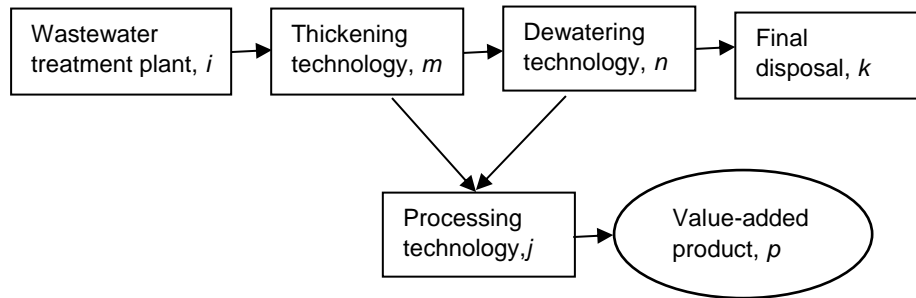 Wastewater
treatment plant, i
Thickening
technology, m
Dewatering
technology, n
Final
disposal, k
Processing
technology,j
Value-added
product, p